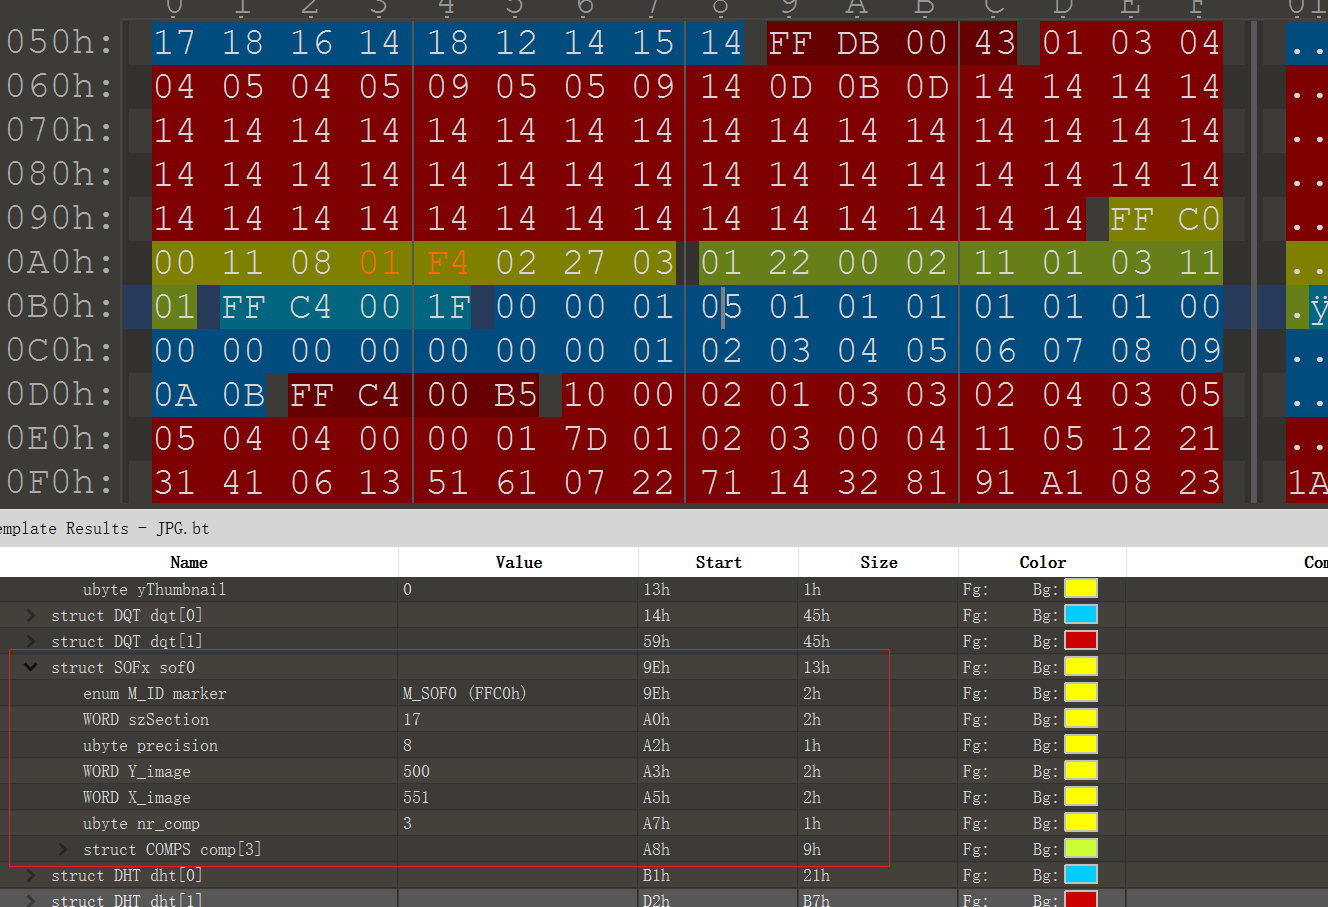 0 1 2 3 4 5 6 7 8 9 A B C D E F 01
050h: 17 18 16 14 18 12 14 15 14 FF DB 00 43 01 03 04 ..
060h: 04 05 04 05 09 05 05 09 14 0D 0B 0D 14 14 14 14 ..
070h: 14 14 14 14 14 14 14 14 14 14 14 14 14 14 14 14 ..
080h: 14 14 14 14 14 14 14 14 14 14 14 14 14 14 14 14 ..
090h: 14 14 14 14 14 14 14 14 14 14 14 14 14 14 FF C0 ..
0A0h: 00 11 08 01 F4 02 27 03 01 22 00 02 11 01 03 11 ..
0B0h: 01 FF C4 00 1F 00 00 01 05 01 01 01 01 01 01 00 .ÿ
0C0h: 00 00 00 00 00 00 00 01 02 03 04 05 06 07 08 09 ..
0D0h: 0A 0B FF C4 00 B5 10 00 02 01 03 03 02 04 03 05 ..
0E0h: 05 04 04 00 00 01 7D 01 02 03 00 04 11 05 12 21 ..
0F0h: 31 41 06 13 51 61 07 22 71 14 32 81 91 A1 08 23 1A
emplate Results - JPG.bt
Name Value Start Size Color Com
ubyte yThumbnail 0 13h 1h Fg: Bg:
struct DQT dqt[0] 14h 45h Fg: Bg:
struct DQT dqt[1] 59h 45h Fg: Bg:
struct SOFx sof0 9Eh 13h Fg: Bg:
enum M_ID marker M_SOF0 (FFC0h) 9Eh 2h Fg: Bg:
WORD szSection 17 A0h 2h Fg: Bg:
ubyte precision 8 A2h 1h Fg: Bg:
WORD Y_image 500 A3h 2h Fg: Bg:
WORD X_image 551 A5h 2h Fg: Bg:
ubyte nr_comp 3 A7h 1h Fg: Bg:
struct COMPS comp[3] A8h 9h Fg: Bg:
struct DHT dht[0] B1h 21h Fg: Bg:
struct DHT dht[1] D2h B7h Fg: Bg: